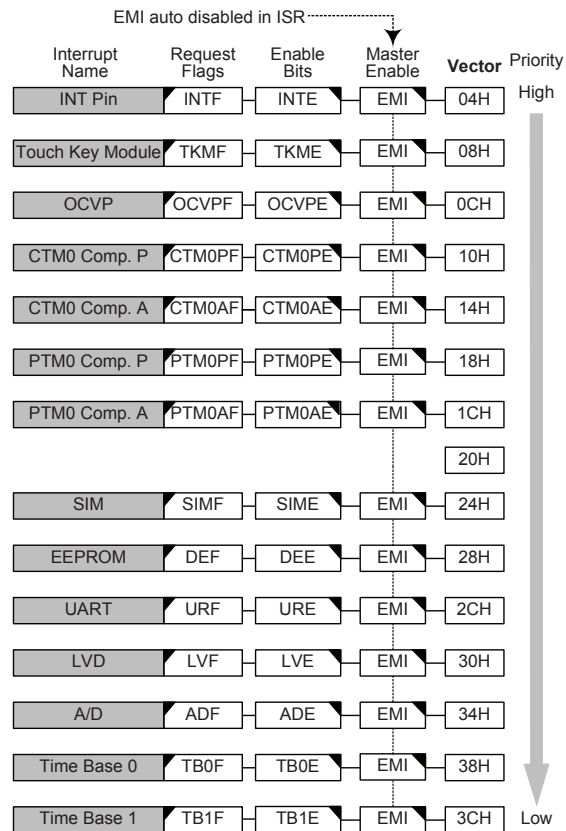 EMI auto disabled in ISR
Interrupt Name Request Flags Enable Bits Master Enable Vector Priority
INT Pin INTF INTE EMI 04H High
Touch Key Module TKMF TKME EMI 08H
OCVP OCVPF OCVPE EMI 0CH
CTM0 Comp. P CTM0PF CTM0PE EMI 10H
CTM0 Comp. A CTM0AF CTM0AE EMI 14H
PTM0 Comp. P PTM0PF PTM0PE EMI 18H
PTM0 Comp. A PTM0AF PTM0AE EMI 1CH
20H
SIM SIMF SIME EMI 24H
EEPROM DEF DEE EMI 28H
UART URF URE EMI 2CH
LVD LVF LVE EMI 30H
A/D ADF ADE EMI 34H
Time Base 0 TB0F TB0E EMI 38H
Time Base 1 TB1F TB1E EMI 3CH Low